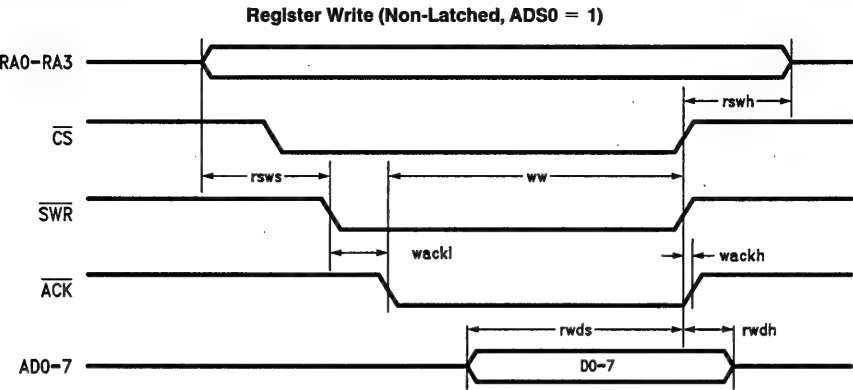 Register Write (Non-Latched, ADS0 = 1)
RA0-RA3
rswh
CS
rsws
ww
SWR
wackl
wackh
ACK
rwds
rwdh
AD0-7
D0-7